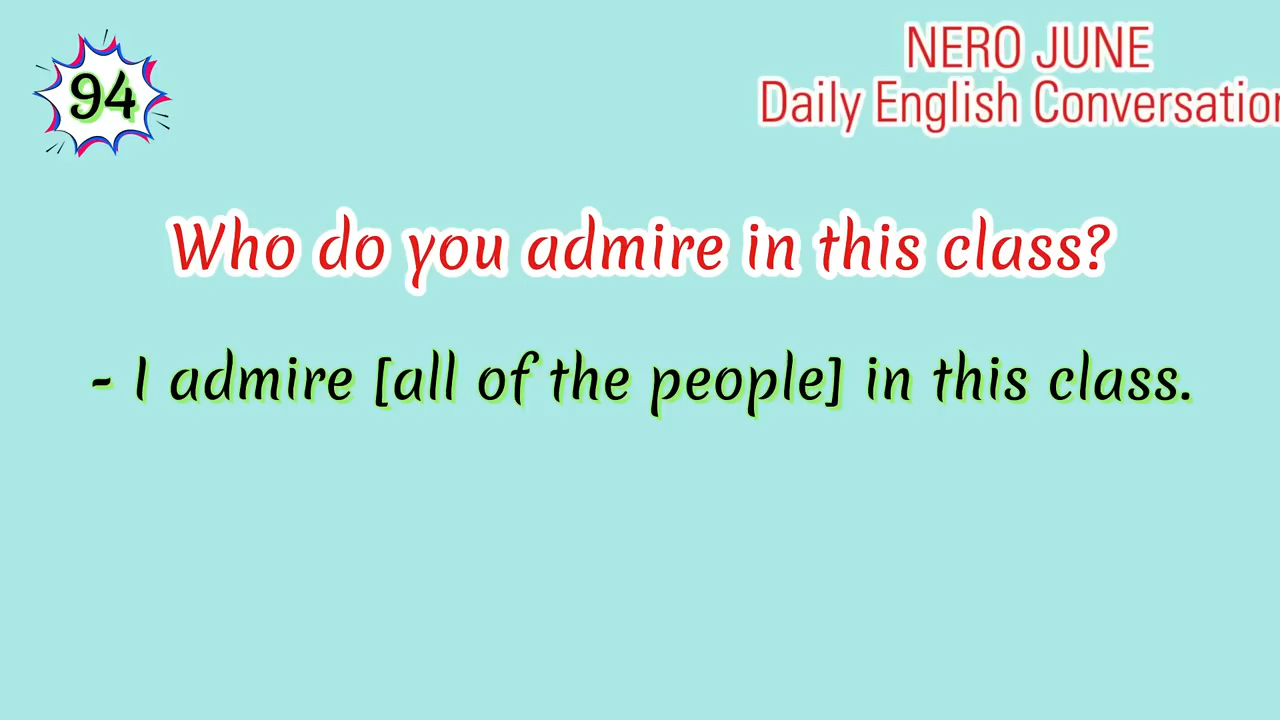 94
NERO JUNE
Daily English Conversation
Who do you admire in this class?
- I admire [all of the people] in this class.